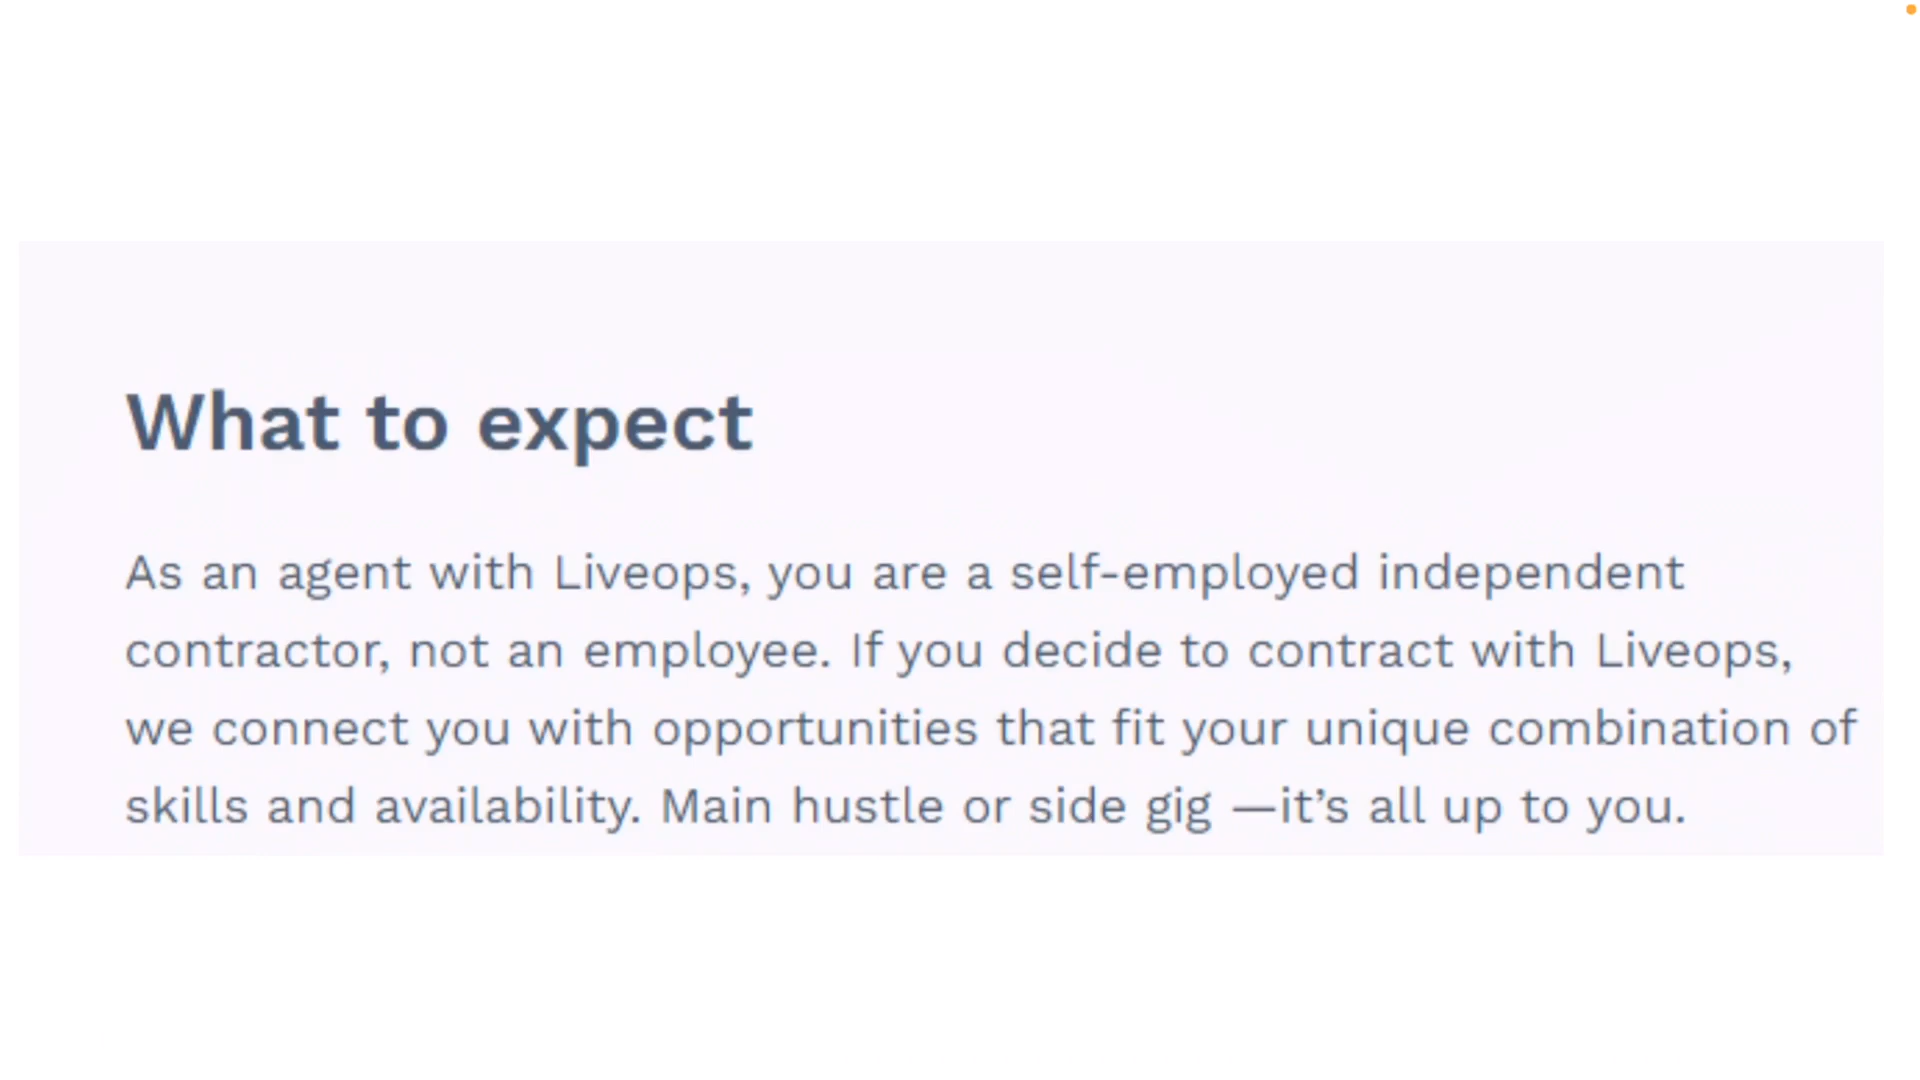 What to expect
As an agent with Liveops, you are a self-employed independent
contractor, not an employee. If you decide to contract with Liveops,
we connect you with opportunities that fit your unique combination of
skills and availability. Main hustle or side gig —it’s all up to you.